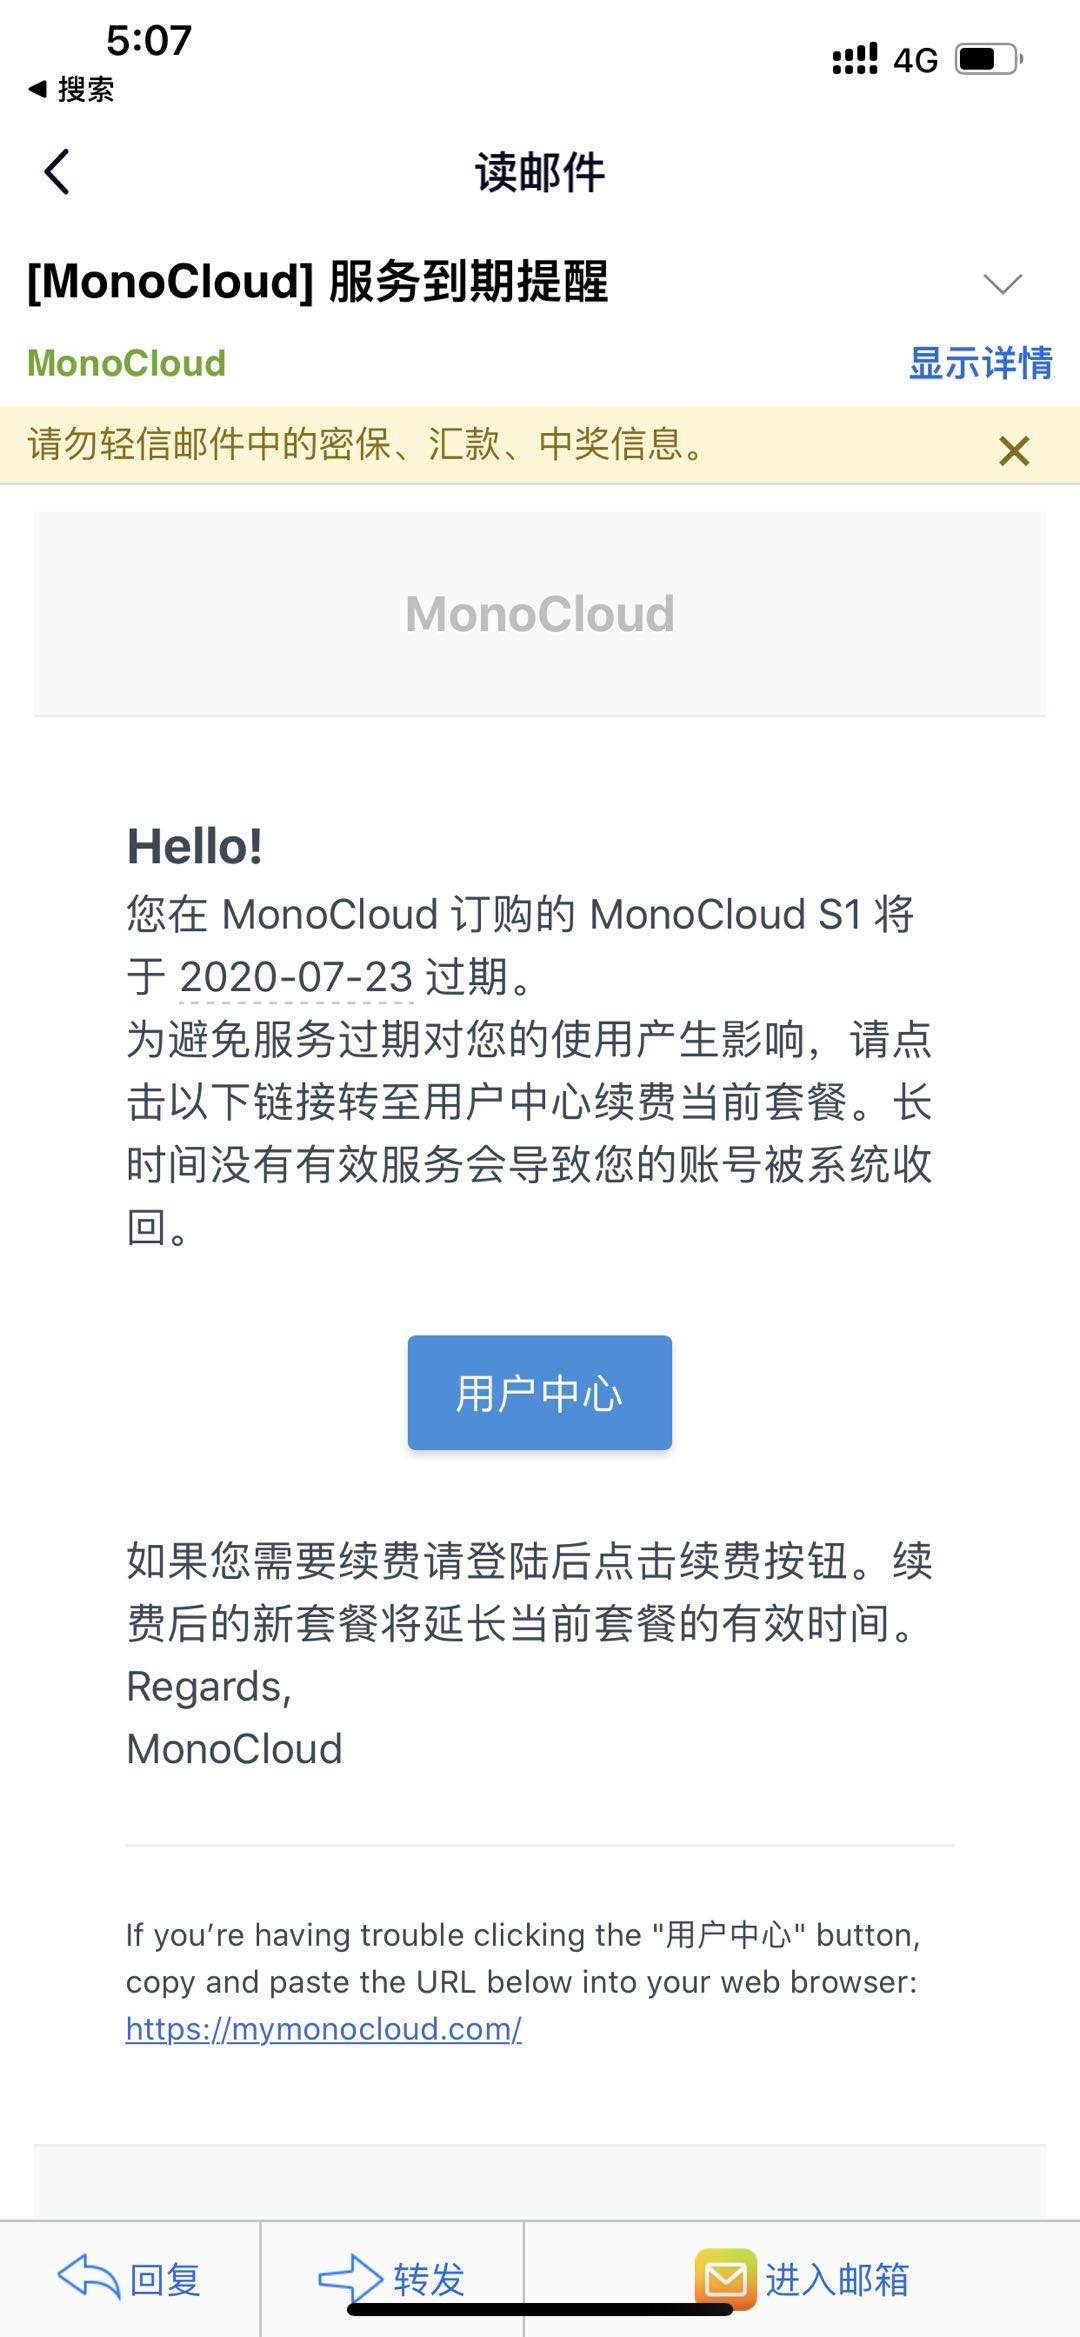 5:07
4G
◀ 搜索
读邮件
[MonoCloud] 服务到期提醒
MonoCloud
显示详情
请勿轻信邮件中的密保、汇款、中奖信息。
MonoCloud
Hello!
您在 MonoCloud 订购的 MonoCloud S1 将
于 2020-07-23 过期。
为避免服务过期对您的使用产生影响，请点
击以下链接转至用户中心续费当前套餐。长
时间没有有效服务会导致您的账号被系统收
回。
用户中心
如果您需要续费请登陆后点击续费按钮。续
费后的新套餐将延长当前套餐的有效时间。
Regards,
MonoCloud
If you’re having trouble clicking the "用户中心" button,
copy and paste the URL below into your web browser:
https://mymonocloud.com/
回复
转发
进入邮箱